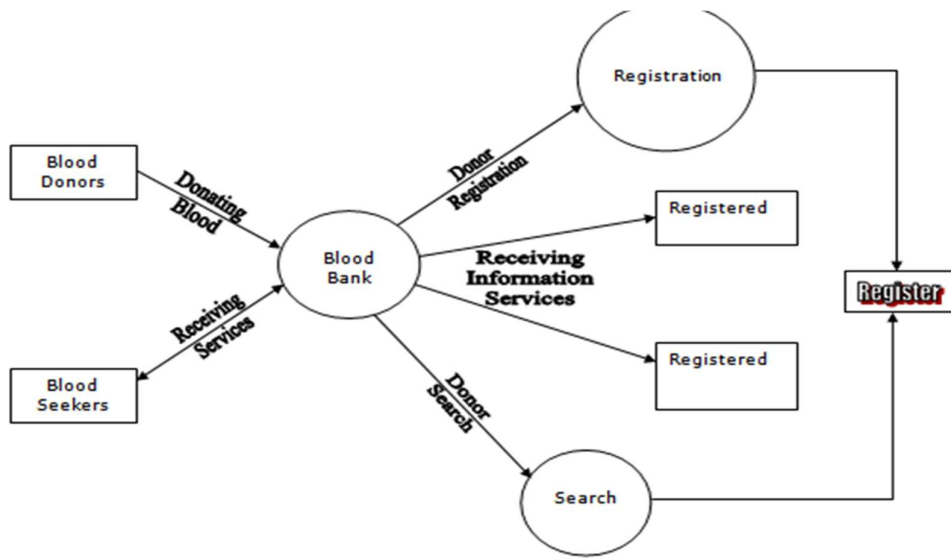 Registration
Blood
Donors
Donating
Blood
Donor
Registration
Registered
Blood
Bank
Receiving
Information
Services
Register
Receiving
Services
Registered
Blood
Seekers
Donor
Search
Search